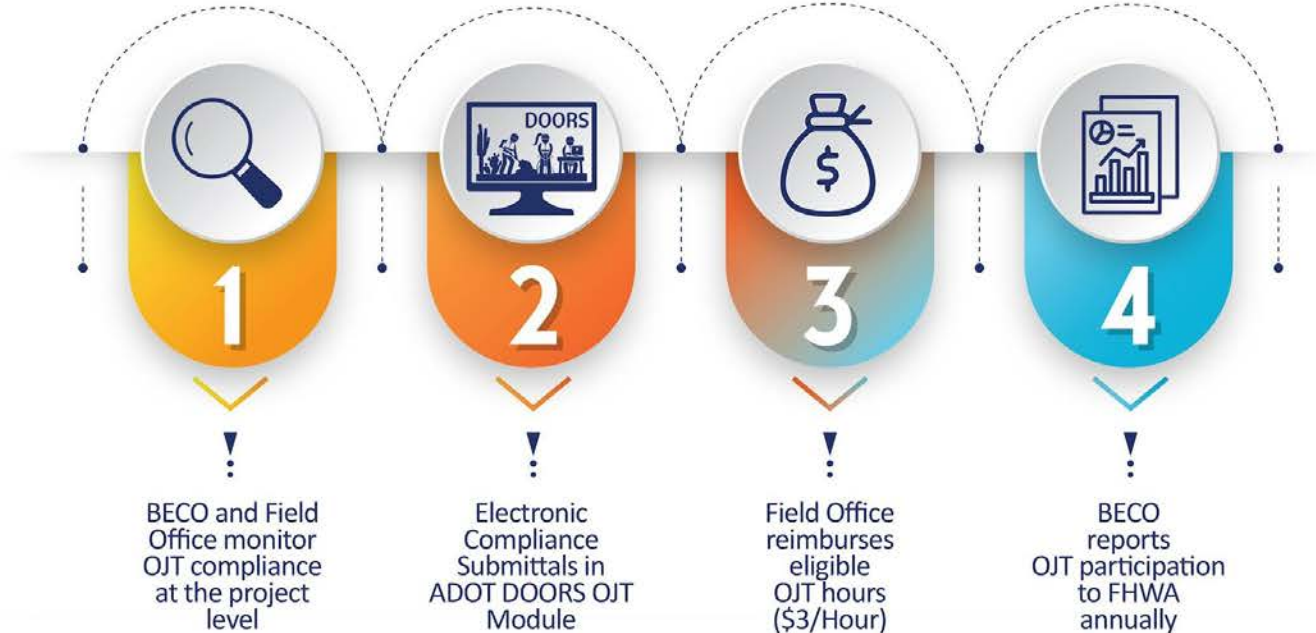 DOORS
$
1
2
3
4
BECO and Field
Office monitor
OJT compliance
at the project
level
Electronic
Compliance
Submittals in
ADOT DOORS OJT
Module
Field Office
reimburses
eligible
OJT hours
($3/Hour)
BECO
reports
OJT participation
to FHWA
annually